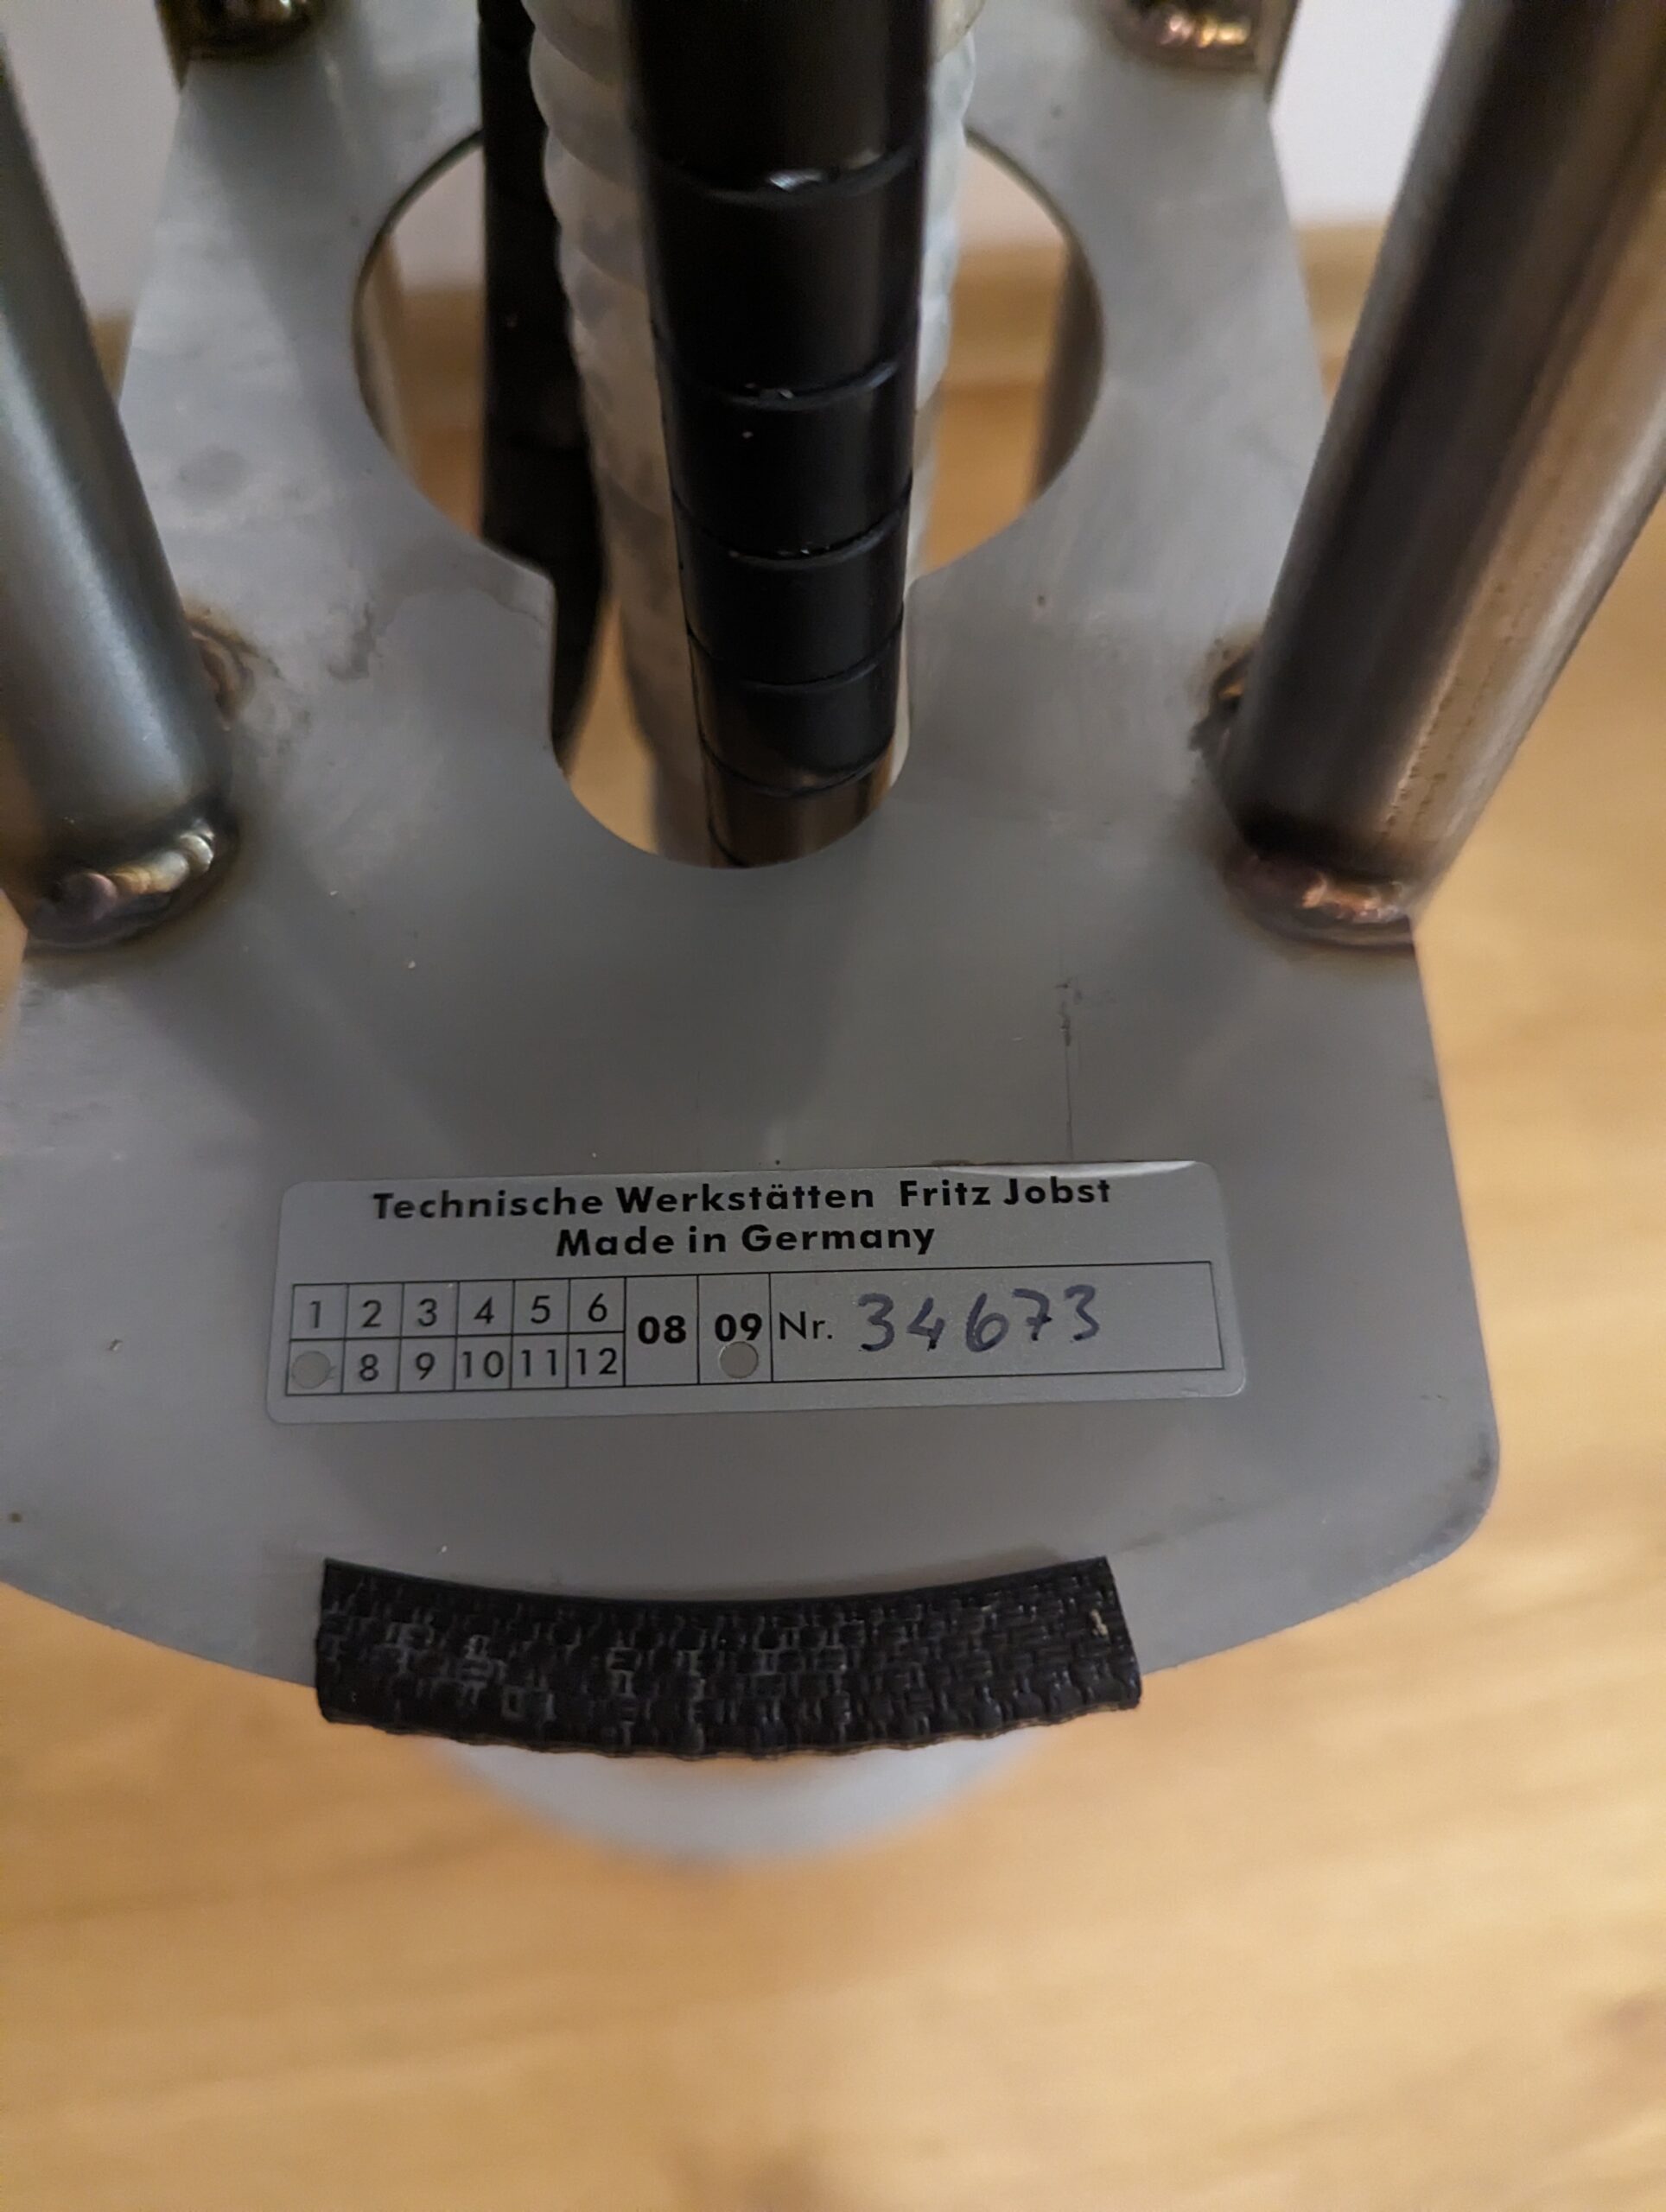 Technische Werkstätten Fritz Jobst
Made in Germany
1 2 3 4 5 6
8 9 10 11 12
08 09 Nr. 34673